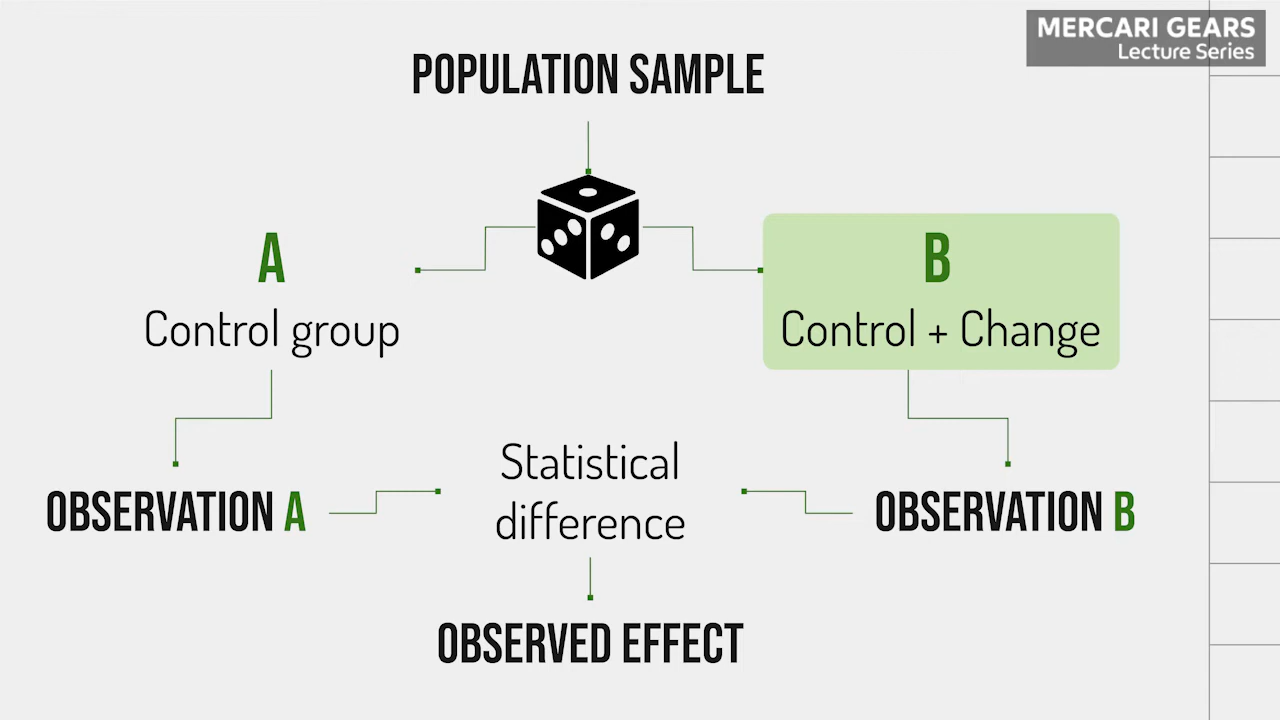 MERCARI GEARS
Lecture Series
POPULATION SAMPLE
A
Control group
B
Control + Change
Statistical
difference
OBSERVATION A
OBSERVATION B
OBSERVED EFFECT